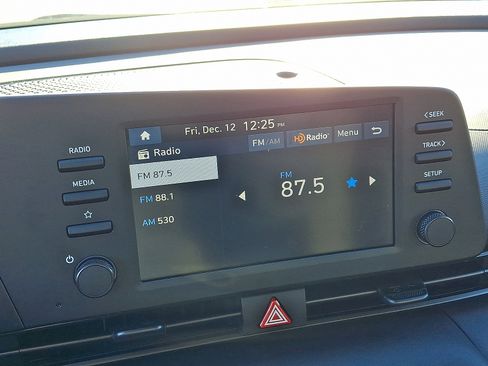 Fri, Dec. 12 12:25 PM
RADIO
MEDIA
Radio
FM/AM
HD Radio
Menu
FM 87.5
FM 88.1
AM 530
FM
87.5
<SEEK
TRACK>
SETUP